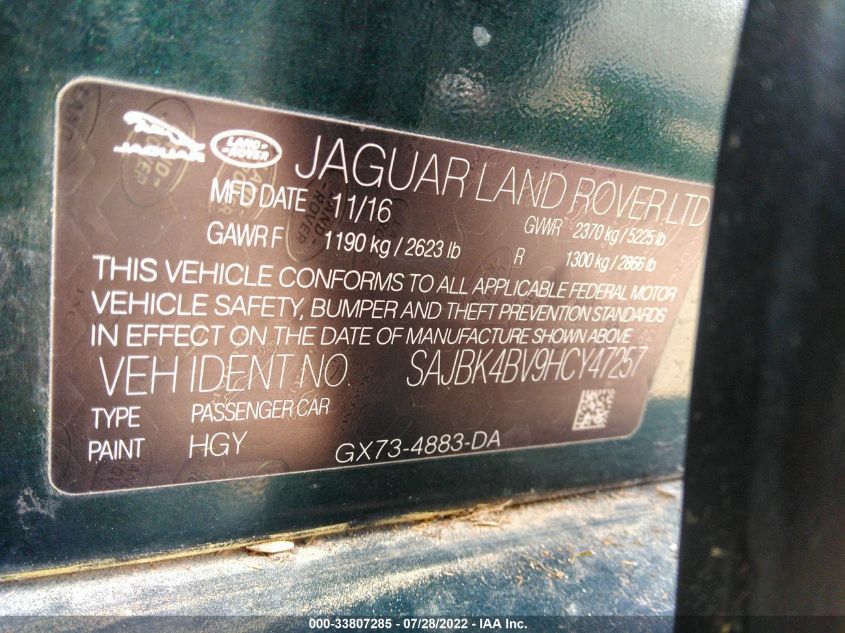 JAGUAR LAND ROVER JAGUAR LAND ROVER LTD
MFD DATE 11/16 GVWR 2370 kg / 5225 lb
GAWR F 1190 kg / 2623 lb R 1300 kg / 2866 lb
THIS VEHICLE CONFORMS TO ALL APPLICABLE FEDERAL MOTOR
VEHICLE SAFETY, BUMPER AND THEFT PREVENTION STANDARDS
IN EFFECT ON THE DATE OF MANUFACTURE SHOWN ABOVE
VEH IDENT NO. SAJBK4BV9HCY47257
TYPE PASSENGER CAR
PAINT HGY GX73-4883-DA
000-33807285 - 07/28/2022 - IAA Inc.